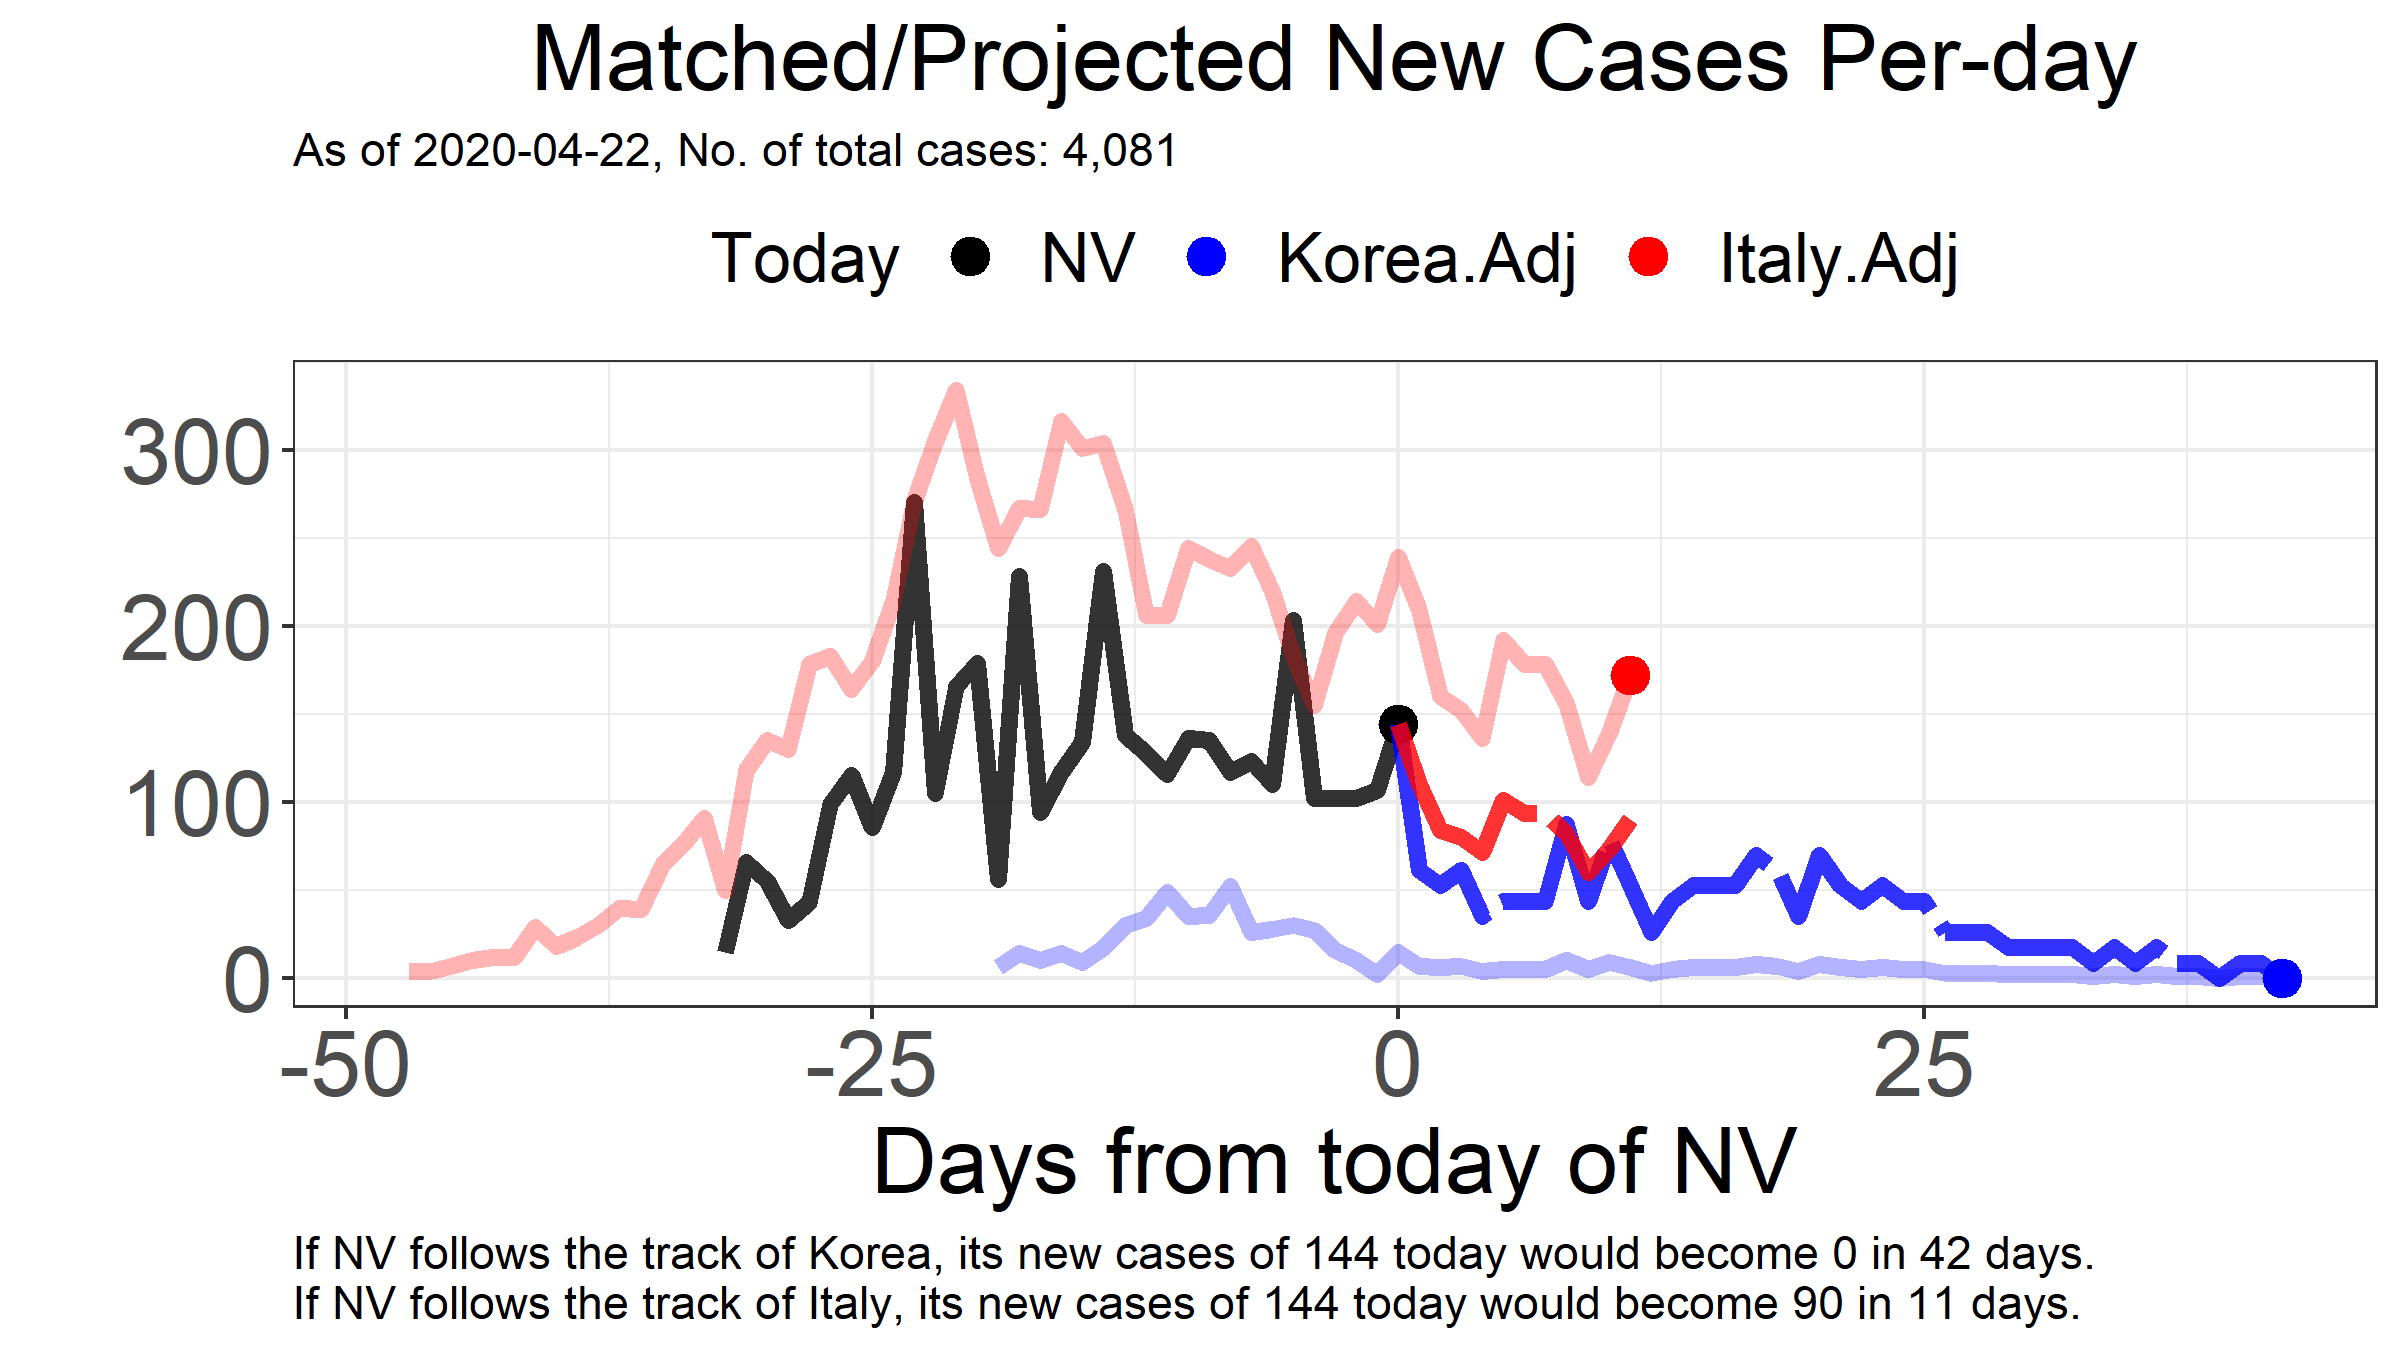 Matched/Projected New Cases Per-day
As of 2020-04-22, No. of total cases: 4,081
Today NV Korea.Adj Italy.Adj
300
200
100
0
-50 -25 0 25
Days from today of NV
If NV follows the track of Korea, its new cases of 144 today would become 0 in 42 days.
If NV follows the track of Italy, its new cases of 144 today would become 90 in 11 days.